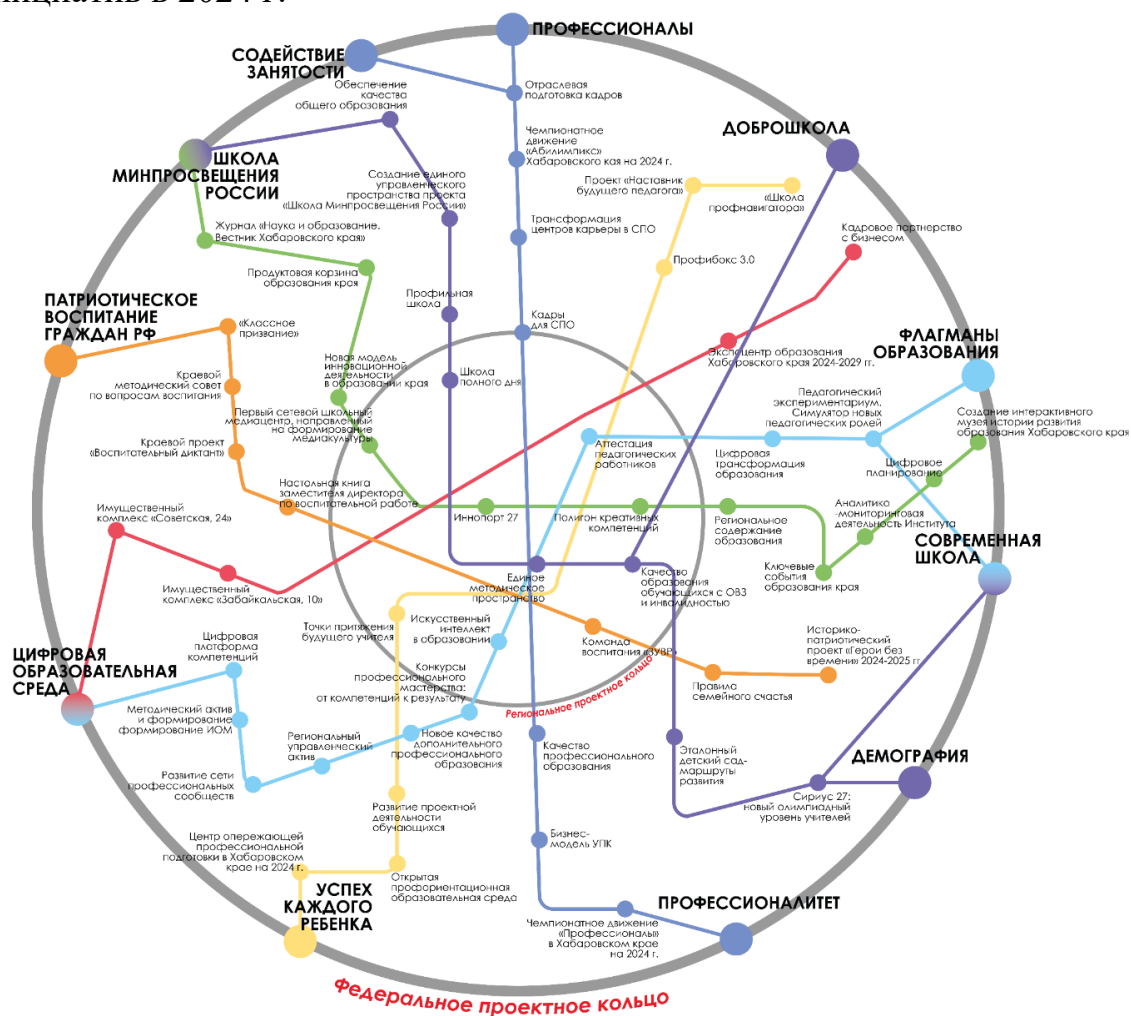 ПРОФЕССИОНАЛЫ
СОДЕЙСТВИЕ
ЗАНЯТОСТИ
Обеспечение
качества
общего образования
Отраслевая
подготовка кадров
ДОБРОШКОЛА
Чемпионатное
движение
«Абилимпикс»
Хабаровского кая на 2024 г.
ШКОЛА
МИНПРОСВЕЩЕНИЯ
РОССИИ
Создание единого
управленческого
пространства проекта
«Школа Минпросвещения России»
Проект «Наставник
будущего педагога»
«Школа
профнавигатора»
Журнал «Наука и образование.
Вестник Хабаровского края»
Трансформация
центров карьеры в СПО
Кадровое партнерство
с бизнесом
Продуктовая корзина
образования края
Профибокс 3.0
Профильная
школа
ПАТРИОТИЧЕСКОЕ
ВОСПИТАНИЕ
ГРАЖДАН РФ
«Классное
призвание»
Кадры
для СПО
ФЛАГМАНЫ
ОБРАЗОВАНИЯ
Новая модель
инновационной
деятельности
в образовании края
Экспоцентр образования
Хабаровского края 2024-2029 гг.
Краевой
методический совет
по вопросам воспитания
Школа
полного дня
Педагогический
экспериментариум.
Симулятор новых
педагогических ролей
Первый сетевой школьный
медиацентр, направленный
на формирование
медиакультуры
Создание интерактивного
музея истории развития
образования Хабаровского края
Краевой проект
«Воспитательный диктант»
Аттестация
педагогических
работников
Цифровая
трансформация
образования
Цифровое
планирование
Настольная книга
заместителя директора
по воспитательной работе
Имущественный
комплекс «Советская, 24»
Иннопорт 27
Полигон креативных
компетенций
Региональное
содержание
образования
Аналитико
-мониторинговая
деятельность Института
СОВРЕМЕННАЯ
ШКОЛА
Имущественный
комплекс «Забайкальская, 10»
Единое
методическое
пространство
Качество
образования
обучающихся с ОВЗ
и инвалидностью
Ключевые
события
образования края
Точки притяжения
будущего учителя
Искусственный
интеллект
в образовании
Команда
воспитания «ЗУВР»
Историко-
патриотический
проект «Герои без
времени» 2024-2025 гг
ЦИФРОВАЯ
ОБРАЗОВАТЕЛЬНАЯ
СРЕДА
Цифровая
платформа
компетенций
Конкурсы
профессионального
мастерства:
от компетенций к результату
Правила
семейного счастья
Региональное проектное кольцо
Методический актив
и формирование
формирование ИОМ
Региональный
управленческий
актив
Новое качество
дополнительного
профессионального
образования
Качество
профессионального
образования
Эталонный
детский сад-
маршруты
развития
ДЕМОГРАФИЯ
Развитие сети
профессиональных
сообществ
Развитие проектной
деятельности
обучающихся
Сириус 27:
новый олимпиадный
уровень учителей
Центр опережающей
профессиональной
подготовки в Хабаровском
крае на 2024 г.
Бизнес-
модель УПК
УСПЕХ
КАЖДОГО
РЕБЕНКА
Открытая
профориентационная
образовательная среда
ПРОФЕССИОНАЛИТЕТ
Чемпионатное движение
«Профессионалы»
в Хабаровском крае
на 2024 г.
Федеральное проектное кольцо